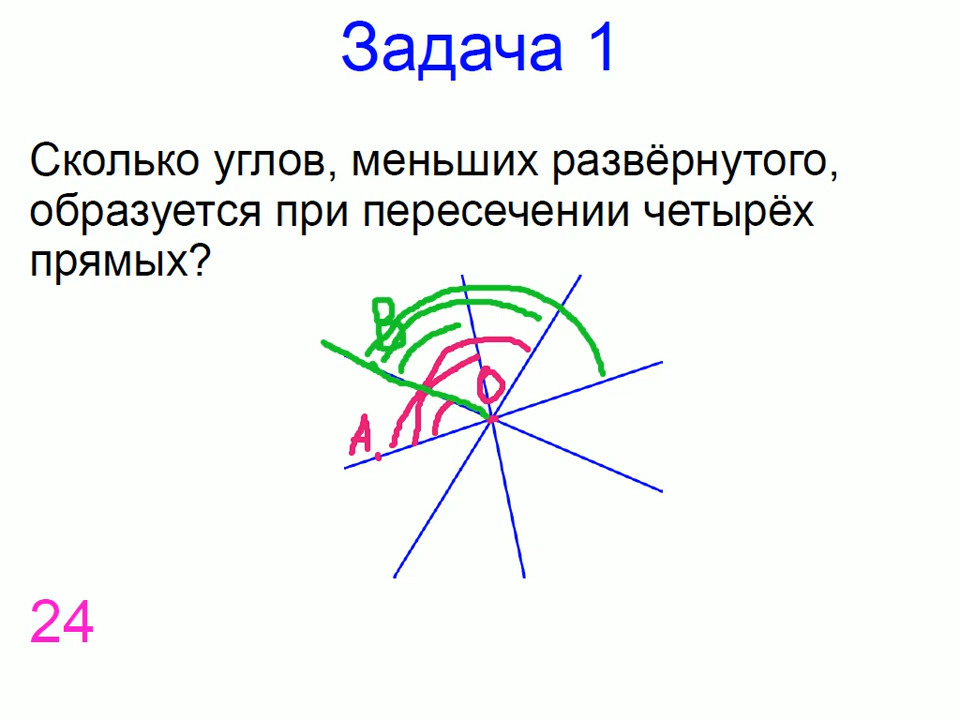 Задача 1
Сколько углов, меньших развёрнутого,
образуется при пересечении четырёх
прямых?
B
O
A
24